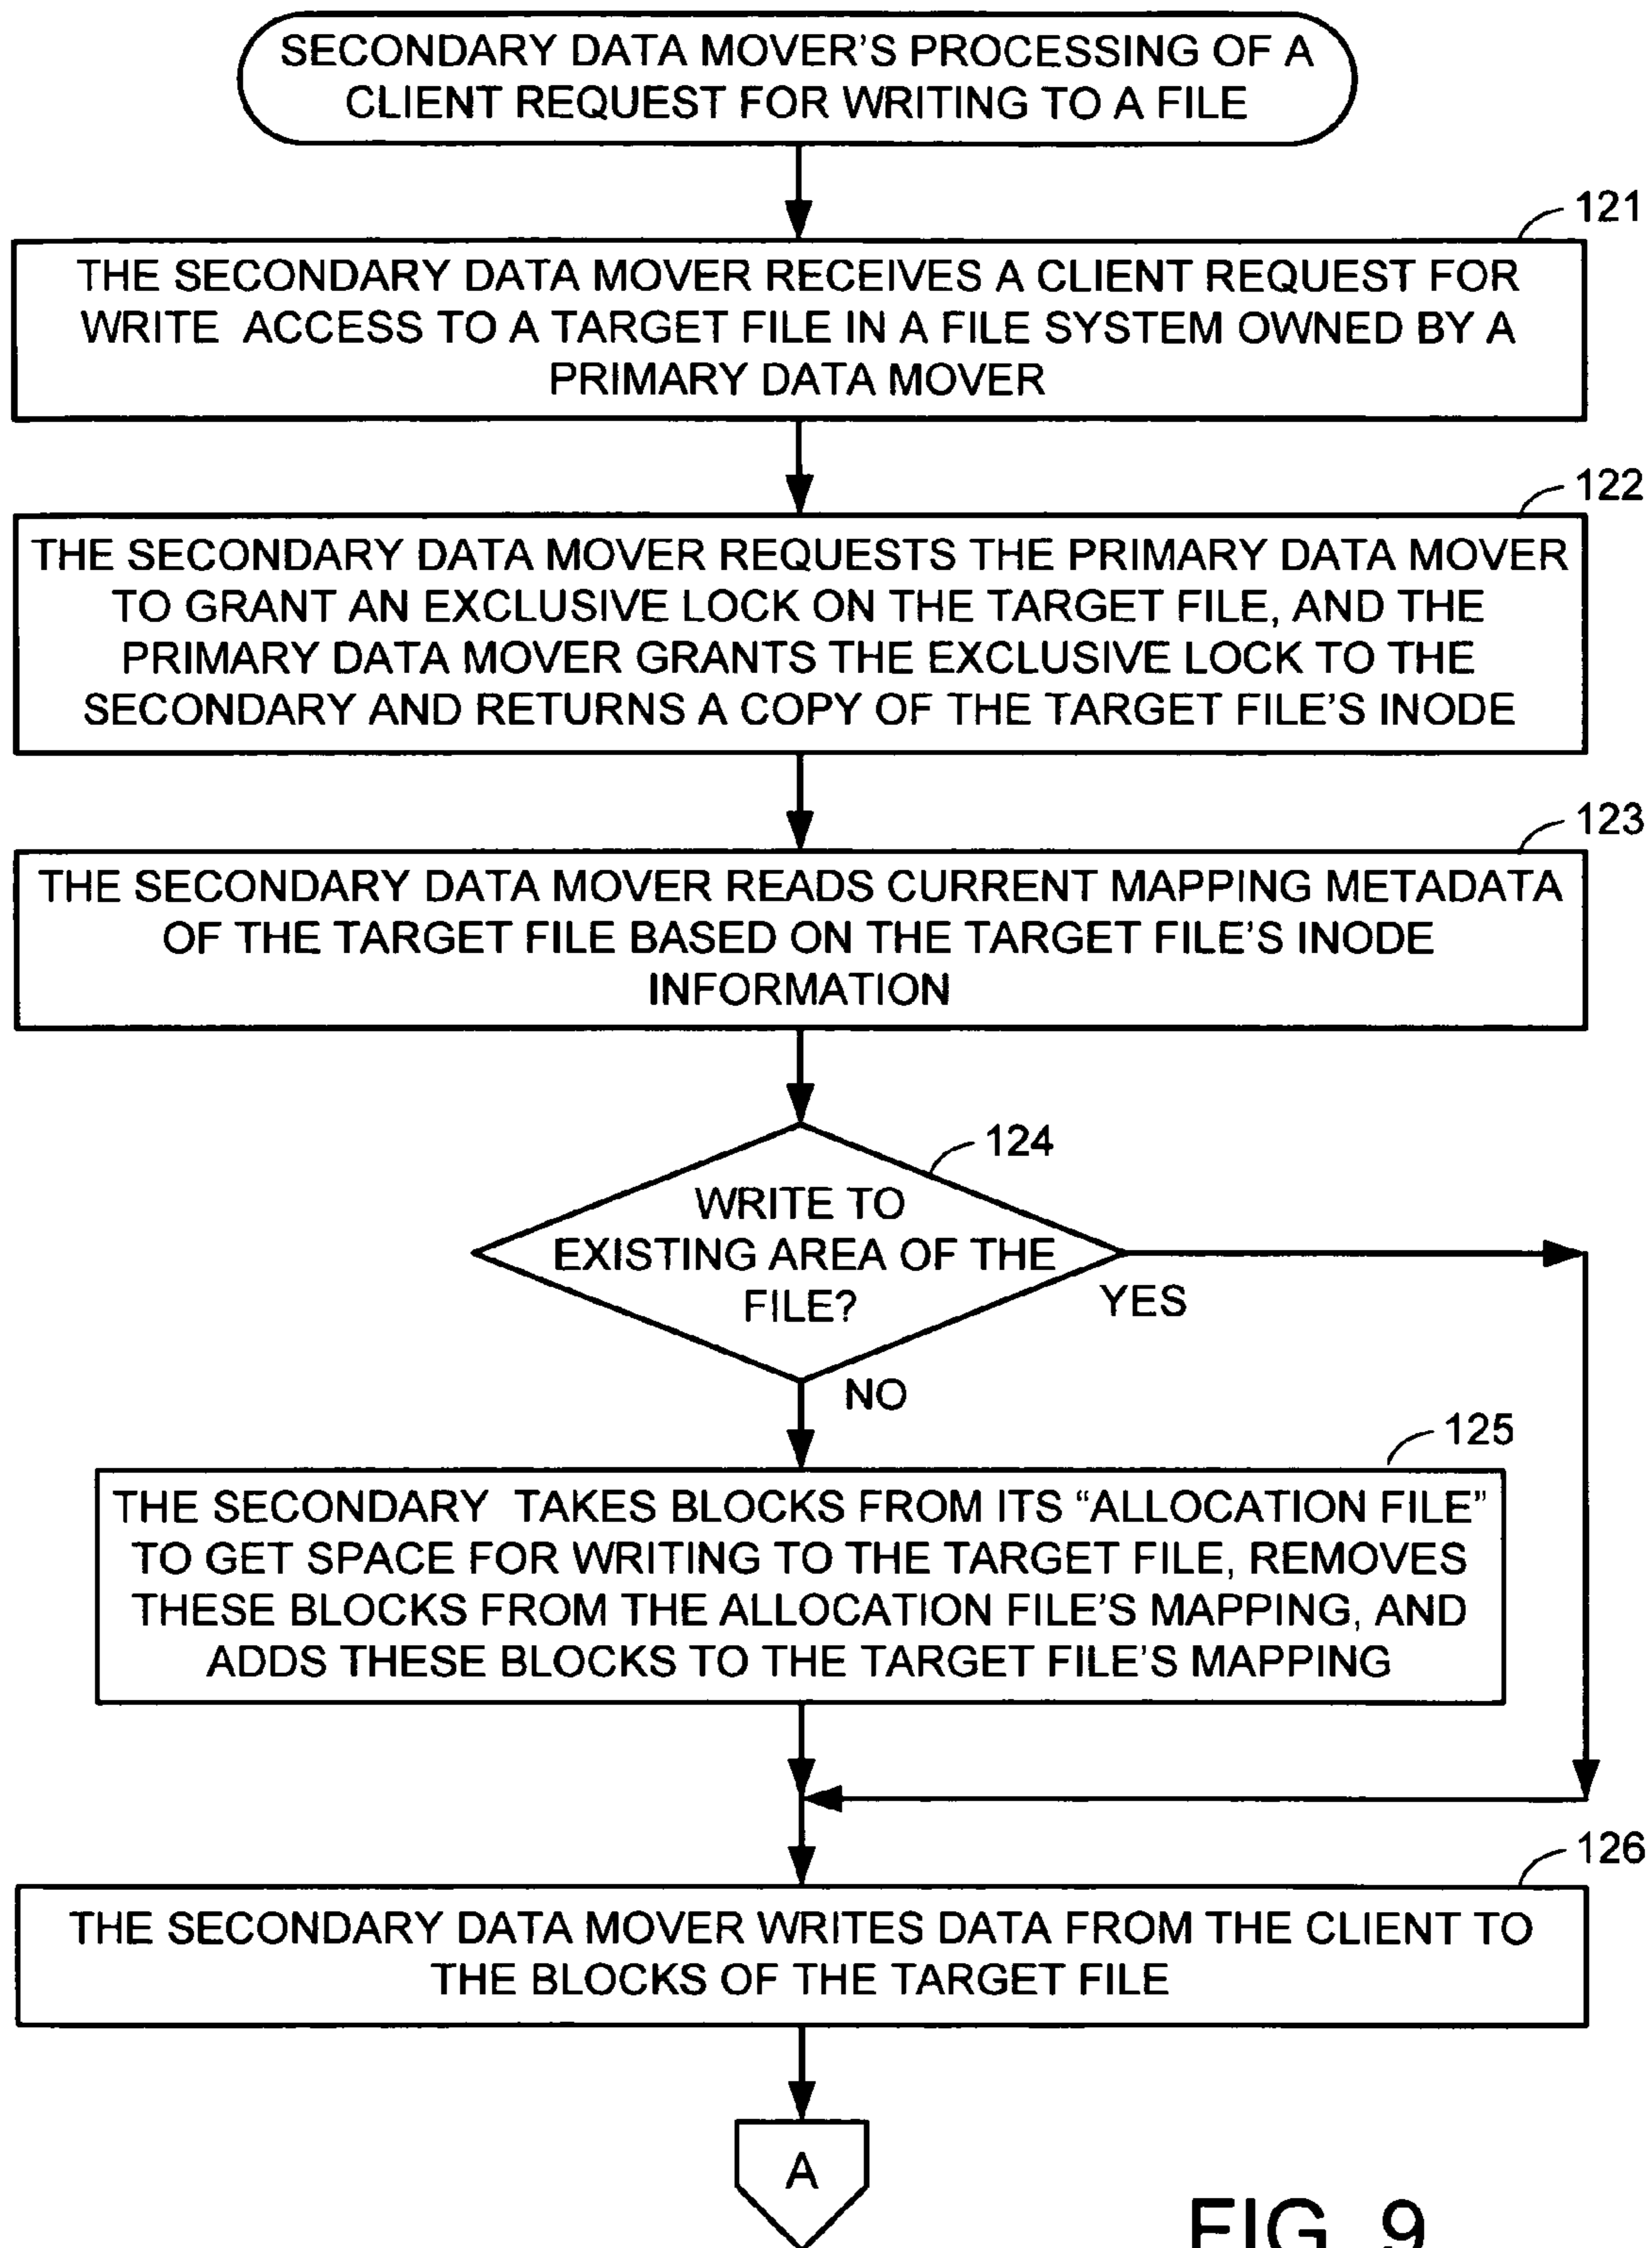 SECONDARY DATA MOVER'S PROCESSING OF A
CLIENT REQUEST FOR WRITING TO A FILE
121
THE SECONDARY DATA MOVER RECEIVES A CLIENT REQUEST FOR
WRITE ACCESS TO A TARGET FILE IN A FILE SYSTEM OWNED BY A
PRIMARY DATA MOVER
122
THE SECONDARY DATA MOVER REQUESTS THE PRIMARY DATA MOVER
TO GRANT AN EXCLUSIVE LOCK ON THE TARGET FILE, AND THE
PRIMARY DATA MOVER GRANTS THE EXCLUSIVE LOCK TO THE
SECONDARY AND RETURNS A COPY OF THE TARGET FILE'S INODE
123
THE SECONDARY DATA MOVER READS CURRENT MAPPING METADATA
OF THE TARGET FILE BASED ON THE TARGET FILE'S INODE
INFORMATION
124
WRITE TO
EXISTING AREA OF THE
FILE?
YES
NO
125
THE SECONDARY TAKES BLOCKS FROM ITS “ALLOCATION FILE”
TO GET SPACE FOR WRITING TO THE TARGET FILE, REMOVES
THESE BLOCKS FROM THE ALLOCATION FILE'S MAPPING, AND
ADDS THESE BLOCKS TO THE TARGET FILE'S MAPPING
126
THE SECONDARY DATA MOVER WRITES DATA FROM THE CLIENT TO
THE BLOCKS OF THE TARGET FILE
A
FIG. 9